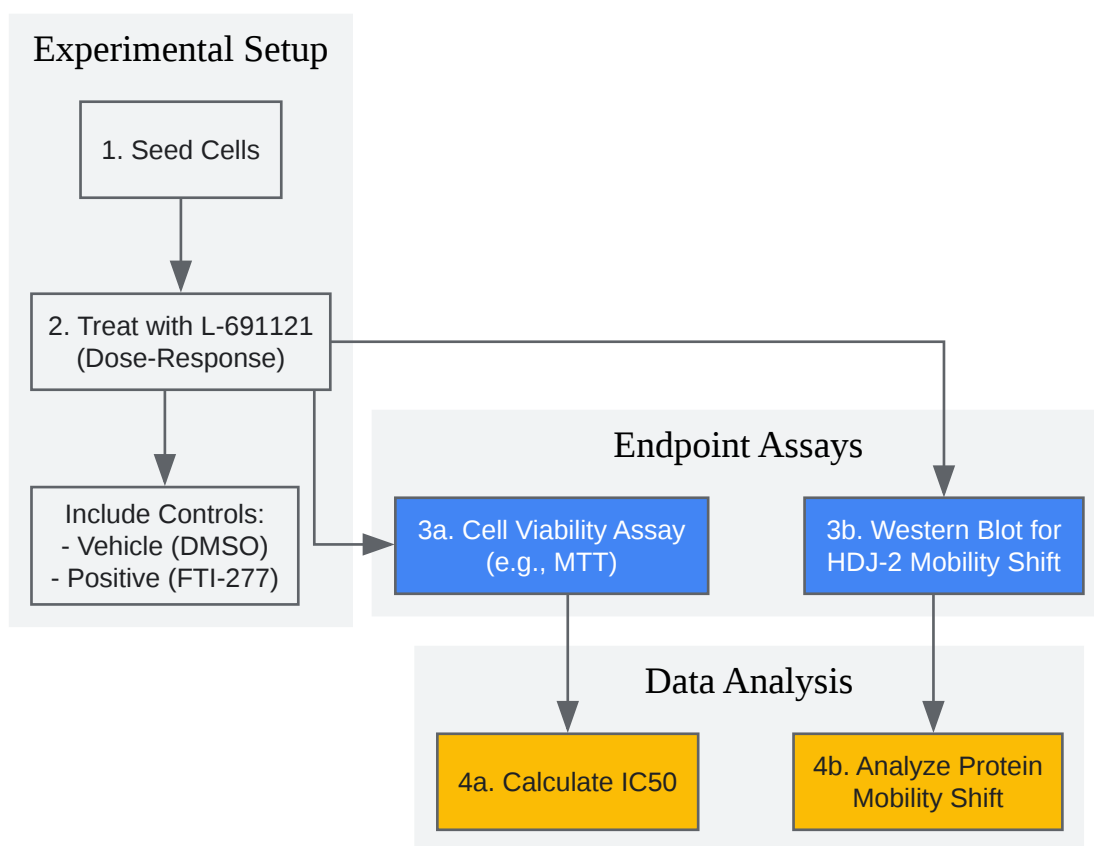 Experimental Setup
1. Seed Cells
2. Treat with L-691121
(Dose-Response)
Include Controls:
- Vehicle (DMSO)
- Positive (FTI-277)
Endpoint Assays
3a. Cell Viability Assay
(e.g., MTT)
3b. Western Blot for
HDJ-2 Mobility Shift
Data Analysis
4a. Calculate IC50
4b. Analyze Protein
Mobility Shift